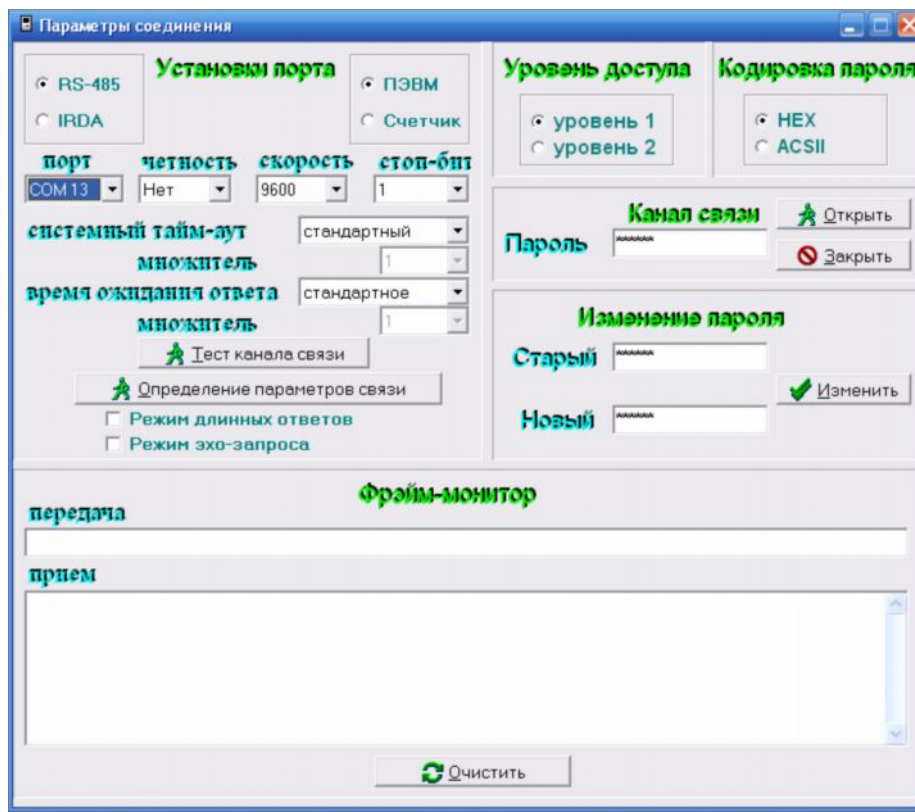 Параметры соединения
Установки порта
RS-485
IRDA
ПЭВМ
Счетчик
порт четность скорость стоп-бит
COM 13 Нет 9600 1
системный тайм-аут стандартный
множитель 1
время ожидания ответа стандартное
множитель 1
Тест канала связи
Определение параметров связи
Режим длинных ответов
Режим эхо-запроса
Уровень доступа
уровень 1
уровень 2
Кодировка пароля
HEX
ACSII
Канал связи
Пароль ******
Открыть
Закрыть
Изменение пароля
Старый ******
Новый ******
Изменить
Фрэйм-монитор
передача
прием
Очистить